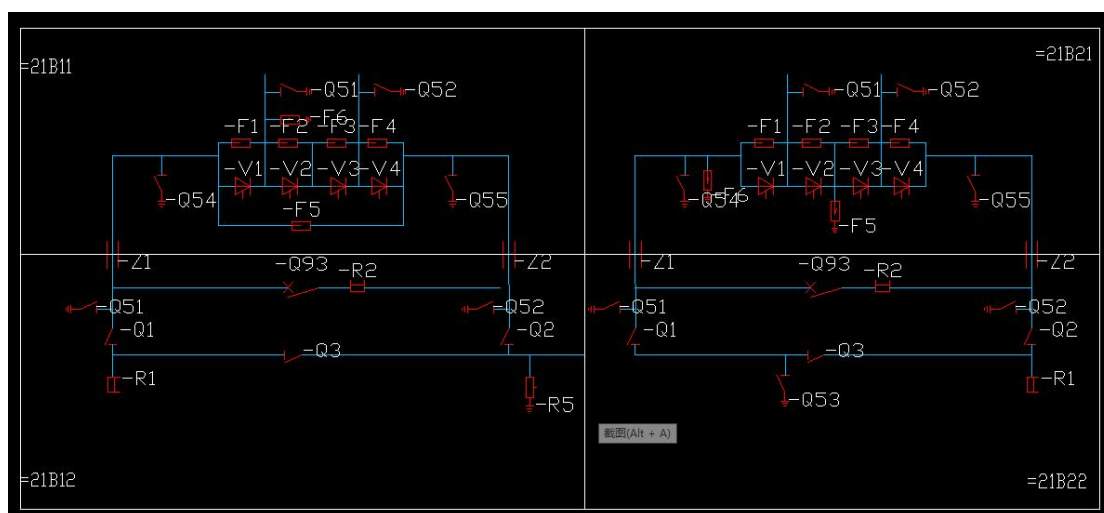 =21B11
-Q51
-Q52
-F6
-F1
-F2
-F3
-F4
-V1
-V2
-V3
-V4
-Q54
-Q55
-F5
-Z1
-Z2
-Q93
-R2
-Q51
-Q52
-Q1
-Q2
-Q3
-R1
-R5
=21B12
=21B21
-Q51
-Q52
-F1
-F2
-F3
-F4
-V1
-V2
-V3
-V4
-Q54
-F6
-Q55
-F5
-Z1
-Z2
-Q93
-R2
-Q51
-Q52
-Q1
-Q2
-Q3
-R1
-Q53
截图(Alt + A)
=21B22